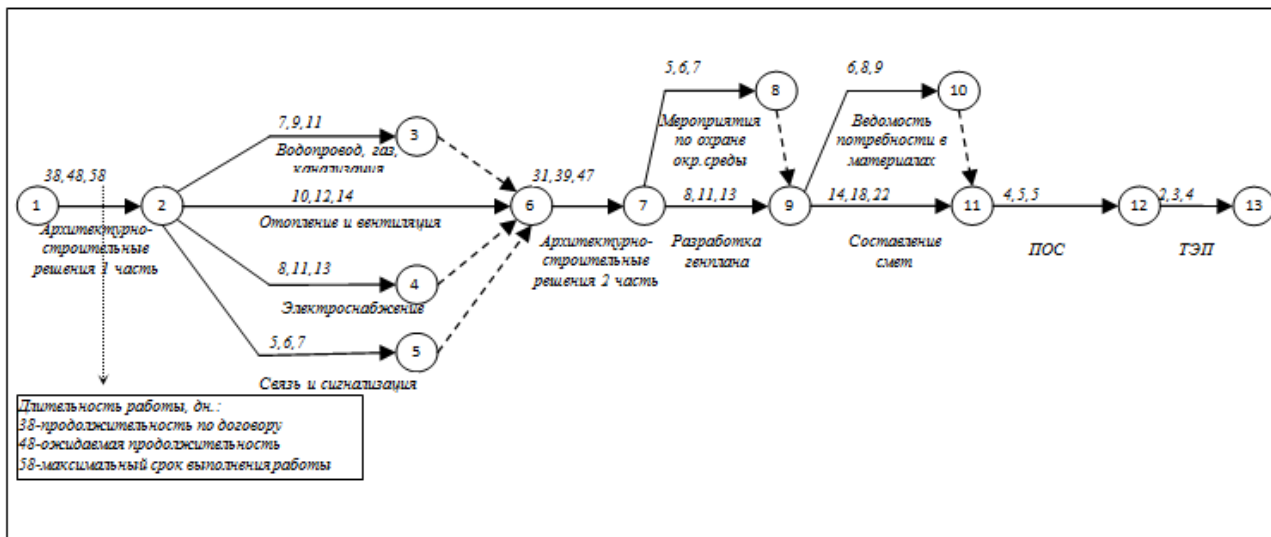 5,6,7
6,8,9
8
10
7,9,11
3
Мероприятия
по охране
окр.среды
Ведомость
потребности в
материалах
Водопровод, газ,
канализация
38,48,58
10,12,14
31,39,47
8,11,13
14,18,22
4,5,5
2,3,4
1
2
6
7
9
11
12
13
Архитектурно-
строительные
решения 1 часть
Отопление и вентиляция
Архитектурно-
строительные
решения 2 часть
Разработка
генплана
Составление
смет
ПОС
ТЭП
8,11,13
4
Электроснабжение
5,6,7
5
Связь и сигнализация
Длительность работы, дн.:
38-продолжительность по договору
48-ожидаемая продолжительность
58-максимальный срок выполнения работы